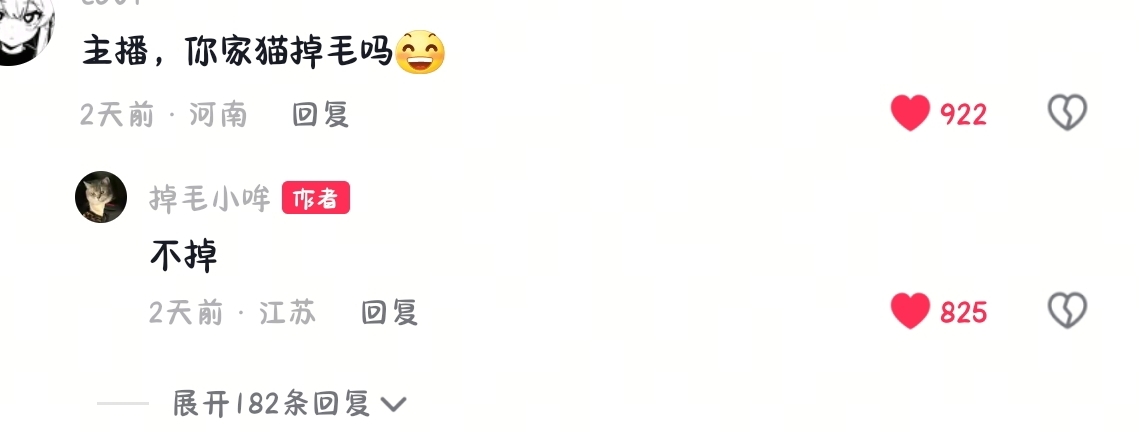 主播，你家猫掉毛吗😄
2天前 · 河南 回复
922
掉毛小哞 作者
不掉
2天前 · 江苏 回复
825
展开182条回复